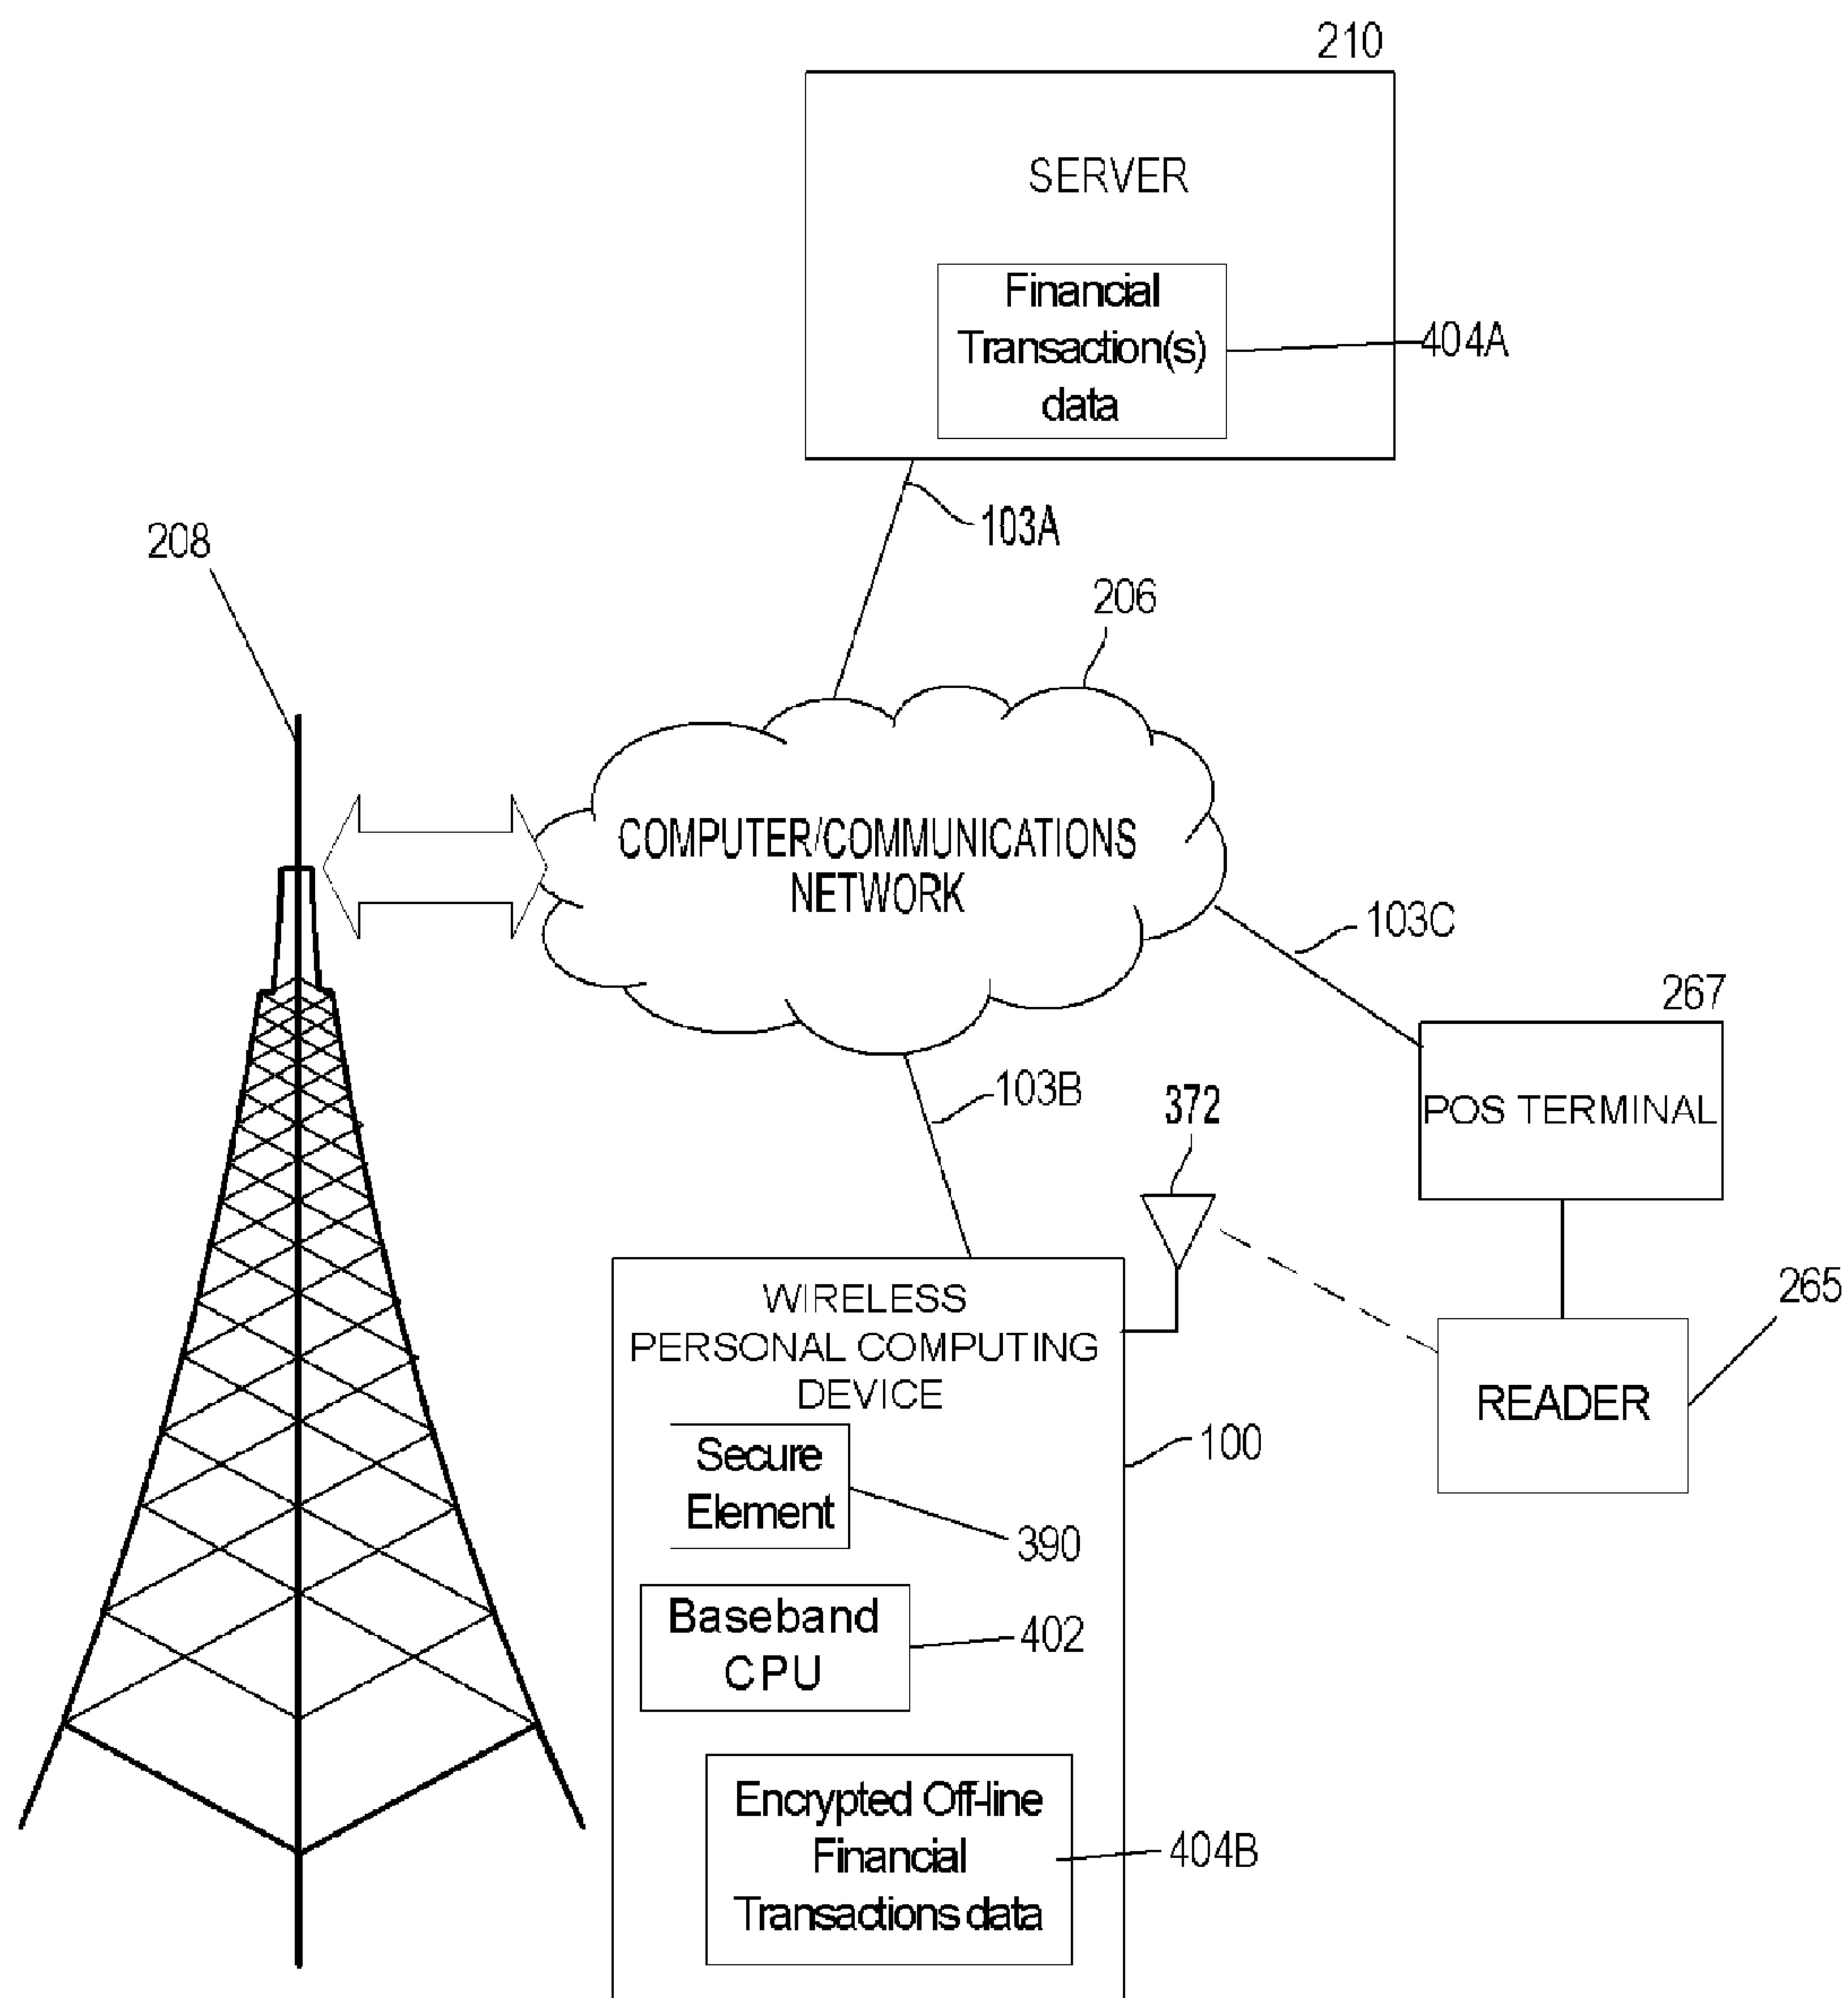 210
SERVER
Financial
Transaction(s)
data
404A
103A
208
206
COMPUTER/COMMUNICATIONS
NETWORK
103C
267
POS TERMINAL
103B
372
WIRELESS
PERSONAL COMPUTING
DEVICE
265
READER
100
Secure
Element
390
Baseband
CPU
402
Encrypted Off-line
Financial
Transactions data
404B